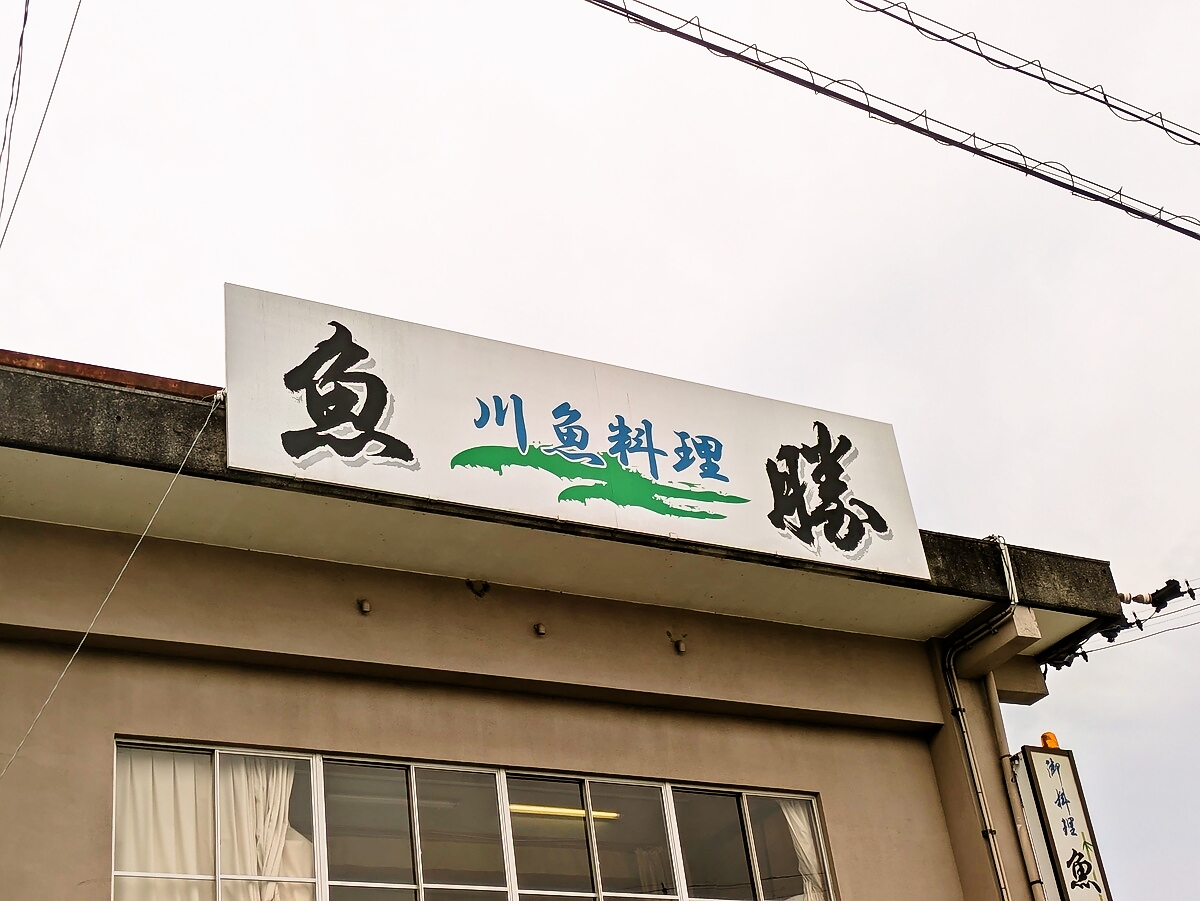 魚 川魚料理 勝
御料理
魚